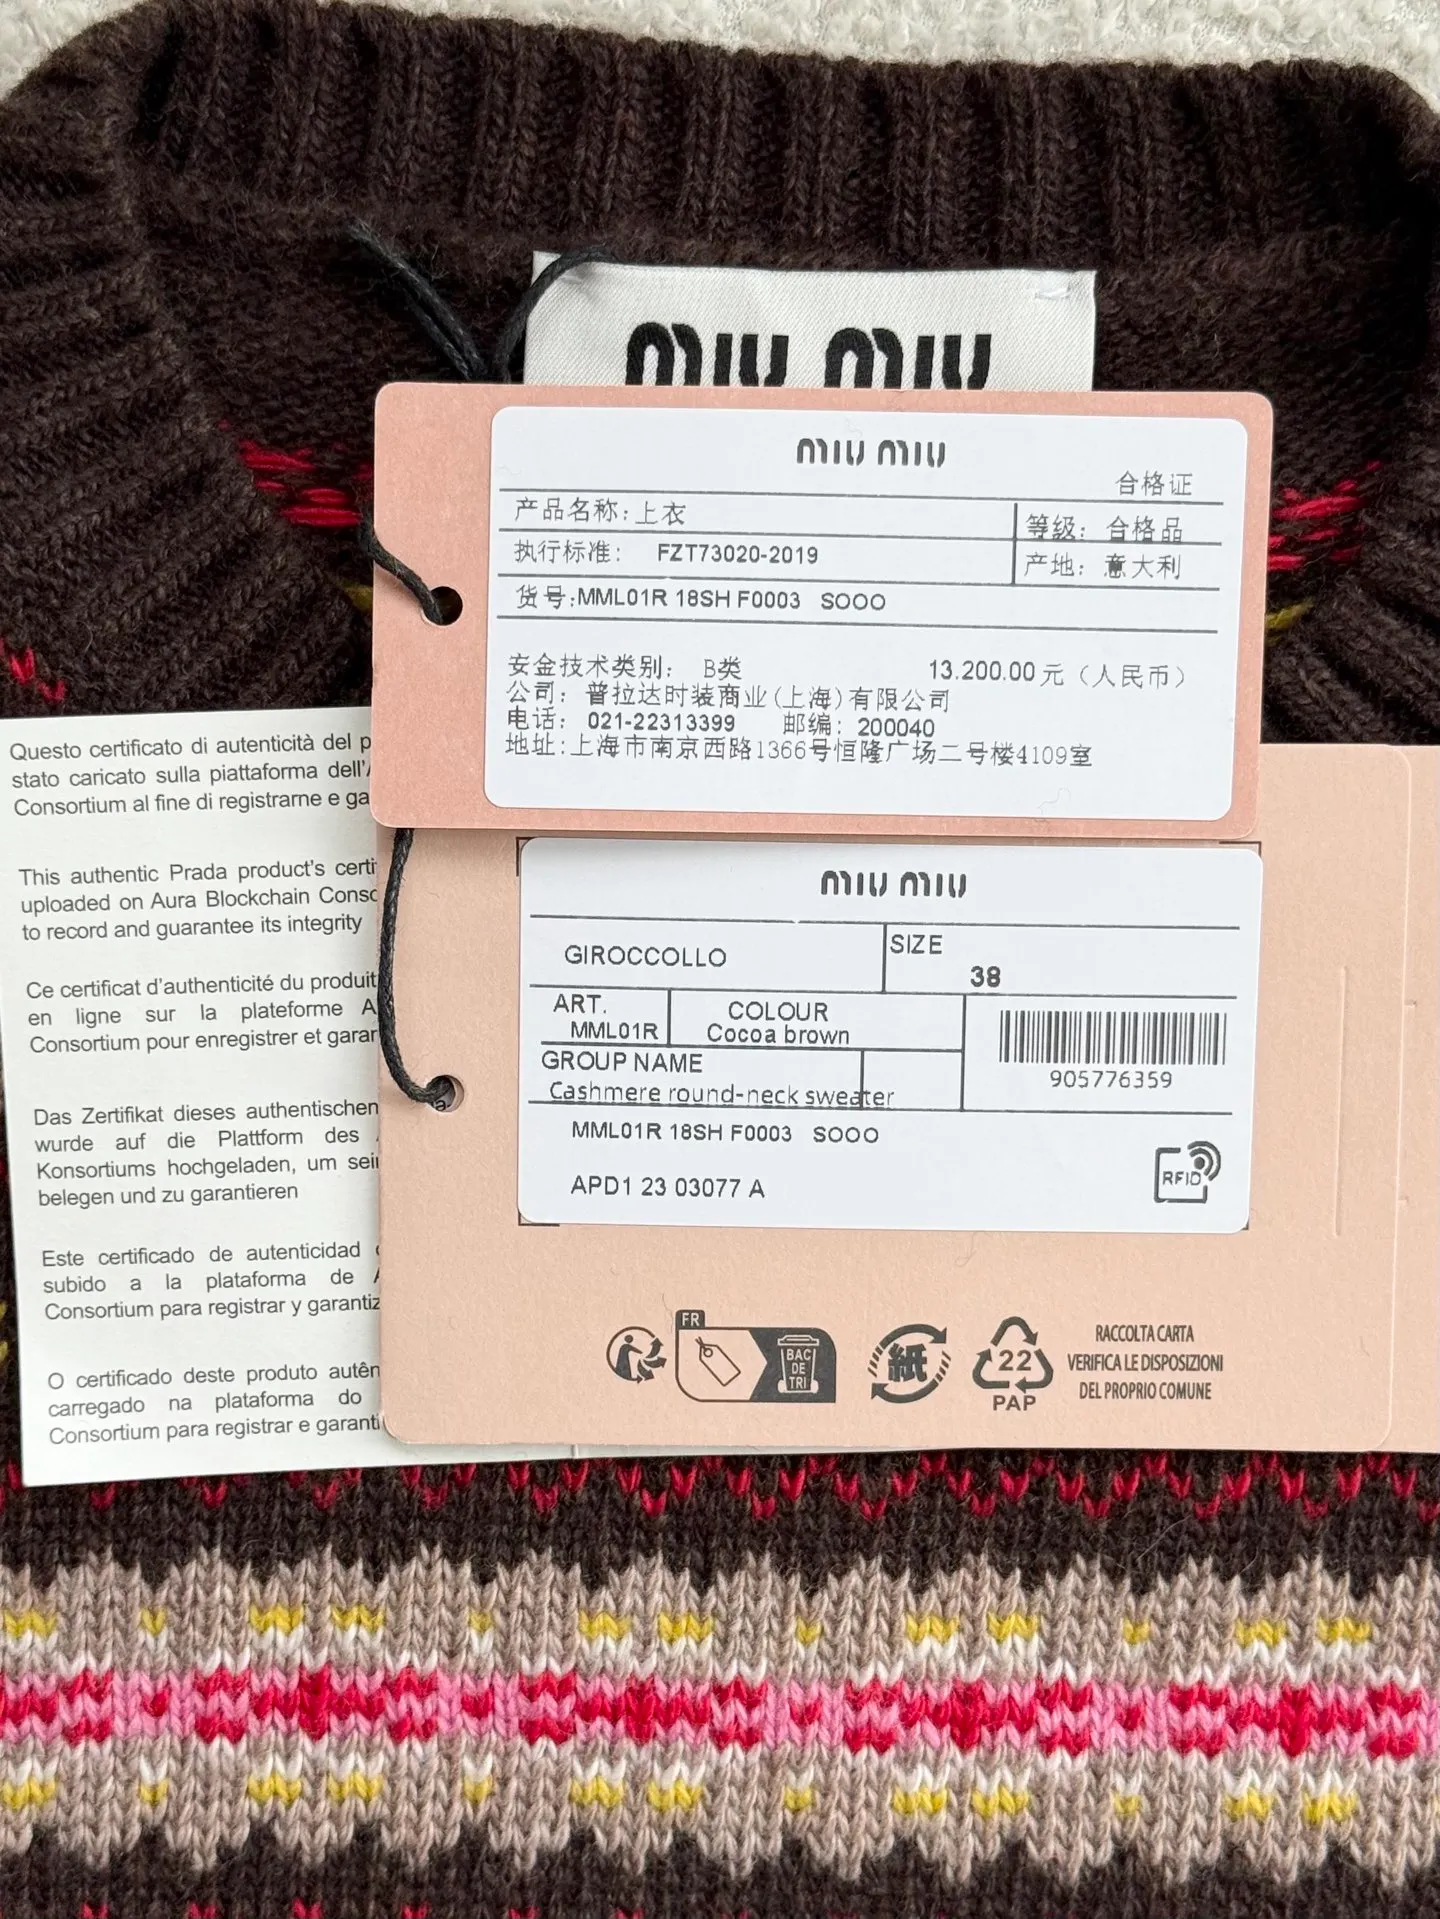 miu miu
miu miu
合格证
产品名称:上衣
等级: 合格品
执行标准: FZT73020-2019
产地: 意大利
货号:MML01R 18SH F0003 SOOO
安金技术类别: B类
13.200.00元（人民币）
公司: 普拉达时装商业(上海)有限公司
电话: 021-22313399 邮编: 200040
地址:上海市南京西路1366号恒隆广场二号楼4109室
Questo certificato di autenticità del p
stato caricato sulla piattaforma dell'A
Consortium al fine di registrarne e ga
This authentic Prada product's certi
uploaded on Aura Blockchain Conso
to record and guarantee its integrity
Ce certificat d'authenticité du produit
en ligne sur la plateforme A
Consortium pour enregistrer et garar
Das Zertifikat dieses authentischen
wurde auf die Plattform des
Konsortiums hochgeladen, um sei
belegen und zu garantieren
Este certificado de autenticidad
subido a la plataforma de A
Consortium para registrar y garantiz
O certificado deste produto autên
carregado na plataforma do
Consortium para registrar e garanti
miu miu
GIROCCOLLO
SIZE
38
ART.
MML01R
COLOUR
Cocoa brown
GROUP NAME
Cashmere round-neck sweater
905776359
MML01R 18SH F0003 SOOO
APD1 23 03077 A
RFID
FR
BAC
DE
TRI
紙
22
PAP
RACCOLTA CARTA
VERIFICA LE DISPOSIZIONI
DEL PROPRIO COMUNE